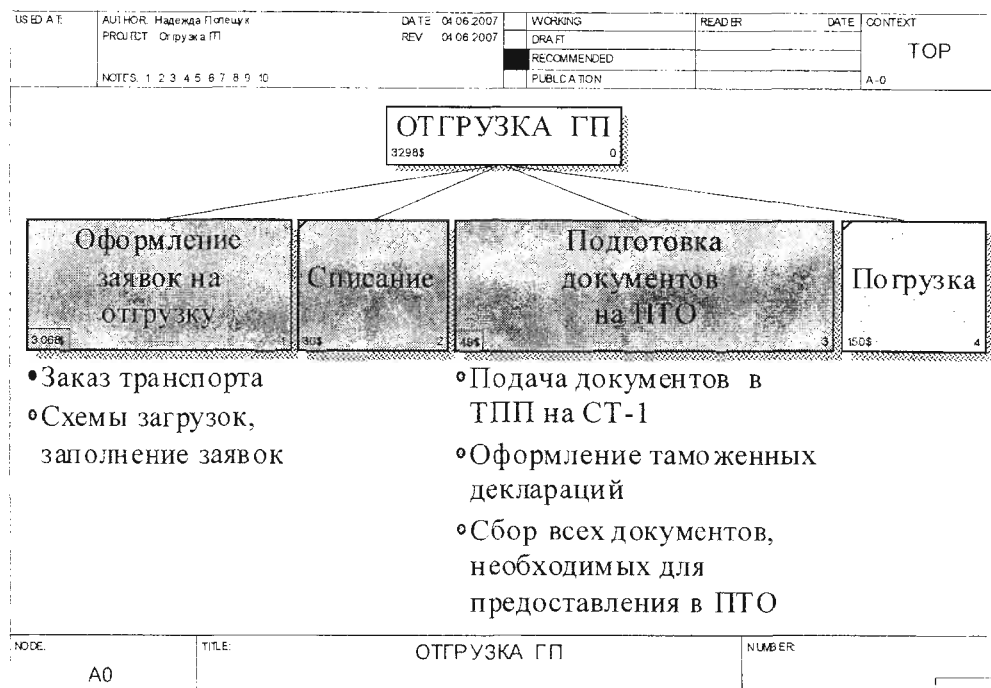 USED AT:
AUTHOR: Надежда Полещук
DATE 04.06.2007
WORKING
READER
DATE
CONTEXT
PROJECT: Отгрузка ГП
REV 04.06.2007
DRAFT
TOP
RECOMMENDED
NOTES: 1 2 3 4 5 6 7 8 9 10
PUBLICATION
A-0
ОТГРУЗКА ГП
3298$
0
Оформление
заявок на
отгрузку
1
Списание
2
Подготовка
документов
на ПТО
3
Погрузка
150$
4
•Заказ транспорта
°Схемы загрузок,
заполнение заявок
°Подача документов в
ТПП на СТ-1
°Оформление таможенных
деклараций
°Сбор всех документов,
необходимых для
предоставления в ПТО
NODE:
A0
TITLE:
ОТГРУЗКА ГП
NUMBER: